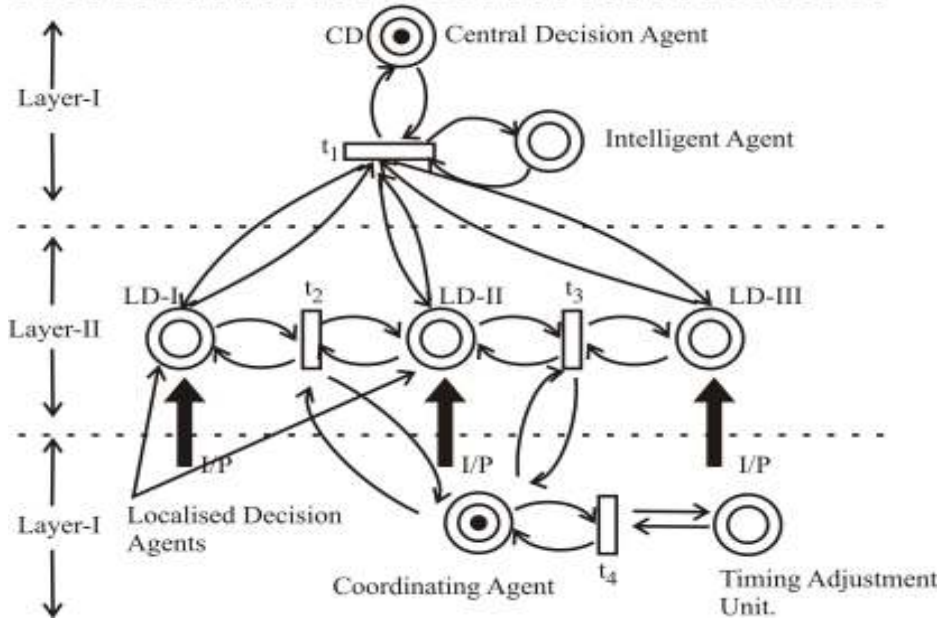 CD
Central Decision Agent
Layer-I
t1
Intelligent Agent
LD-I
t2
LD-II
t3
LD-III
Layer-II
I/P
I/P
I/P
Layer-I
Localised Decision
Agents
t4
Coordinating Agent
Timing Adjustment
Unit.